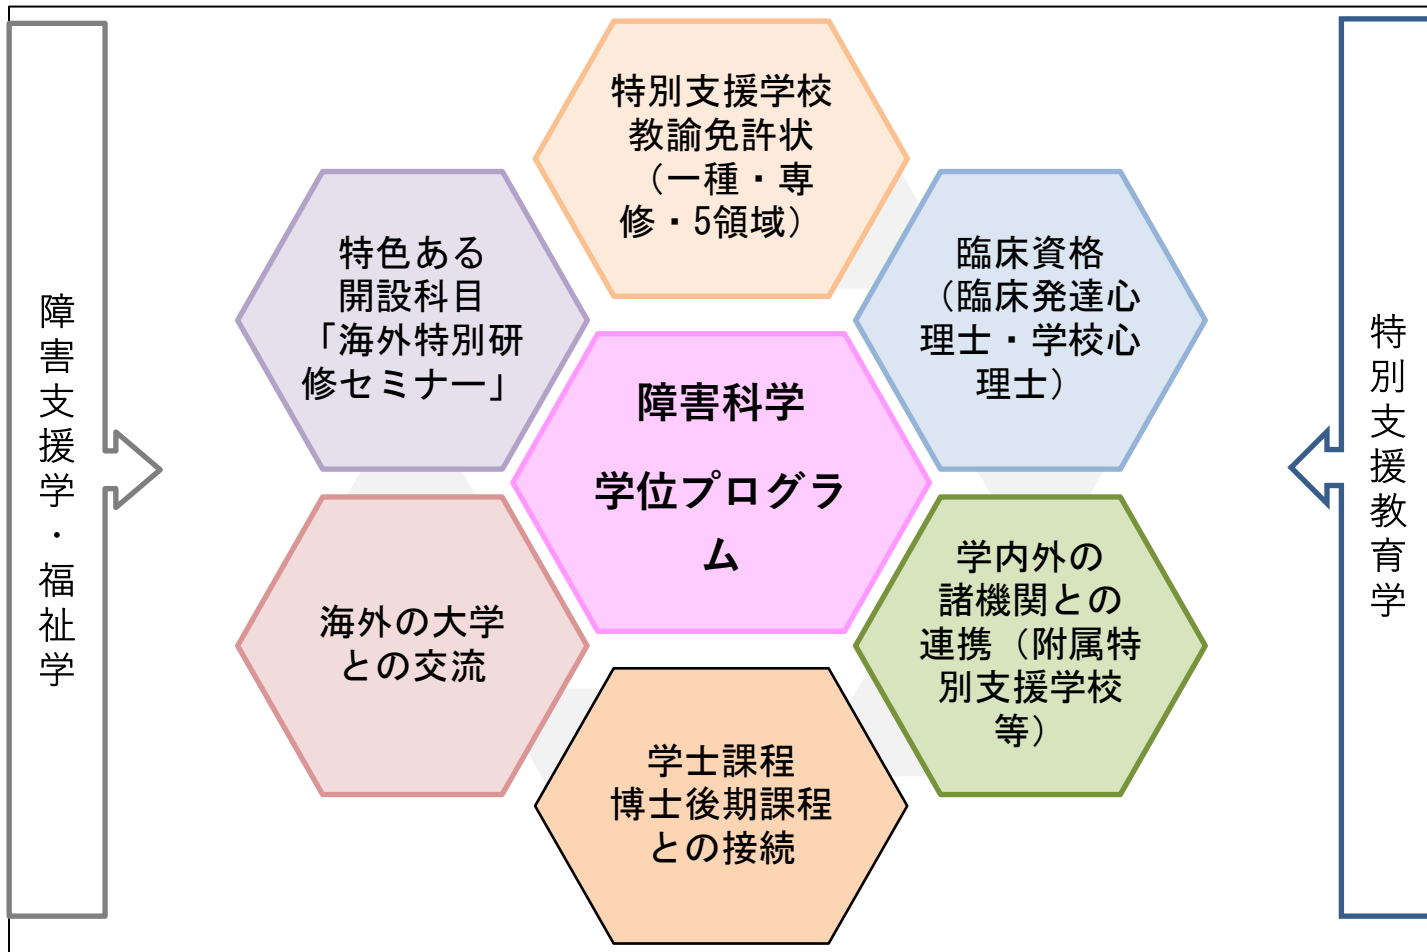 障害支援学・福祉学
特別支援学校
教諭免許状
（一種・専
修・5領域）
特色ある
開設科目
「海外特別研
修セミナー」
臨床資格
（臨床発達心
理士・学校心
理士）
障害科学
学位プログラ
ム
海外の大学
との交流
学内外の
諸機関との
連携（附属特
別支援学校
等）
学士課程
博士後期課程
との接続
特別支援教育学